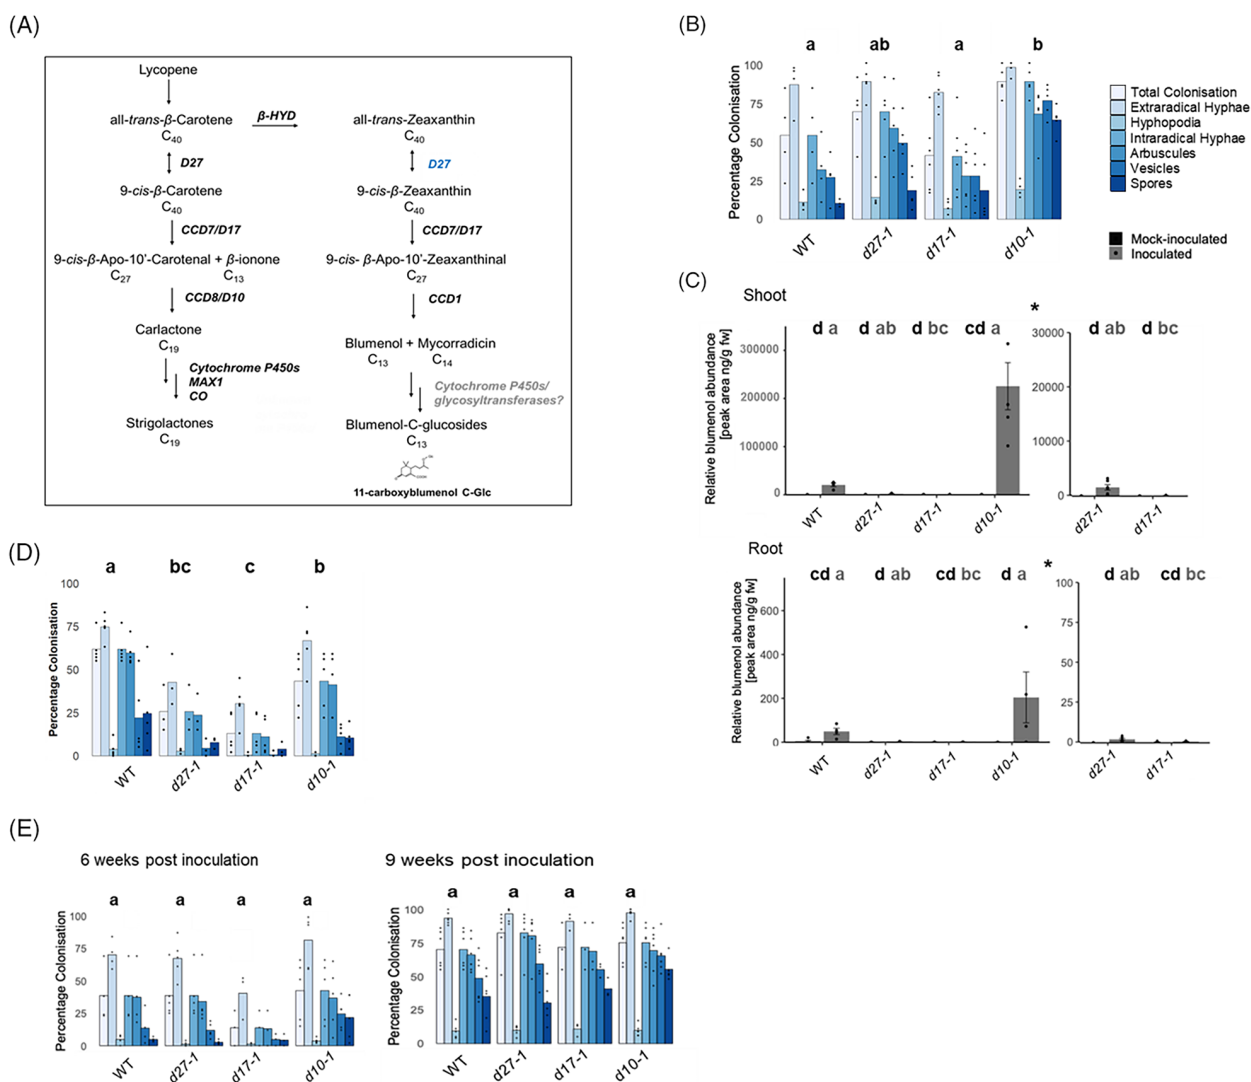 (A)
Lycopene
all-trans-β-Carotene
C40
β-HYD
all-trans-Zeaxanthin
C40
D27
D27
9-cis-β-Carotene
C40
9-cis-β-Zeaxanthin
C40
CCD7/D17
CCD7/D17
9-cis-β-Apo-10'-Carotenal + β-ionone
C27 C13
9-cis- β-Apo-10'-Zeaxanthinal
C27
CCD8/D10
CCD1
Carlactone
C19
Blumenol + Mycorradicin
C13 C14
Cytochrome P450s
MAX1
CO
Cytochrome P450s/
glycosyltransferases?
Strigolactones
C19
Blumenol-C-glucosides
C13
11-carboxyblumenol C-Glc
(B)
a ab a b
Percentage Colonisation
100
75
50
25
0
WT d27-1 d17-1 d10-1
Total Colonisation
Extraradical Hyphae
Hyphopodia
Intraradical Hyphae
Arbuscules
Vesicles
Spores
Mock-inoculated
Inoculated
(C)
Shoot
*
d a d ab d bc cd a
d ab d bc
Relative blumenol abundance
[peak area ng/g fw]
300000
200000
100000
0
WT d27-1 d17-1 d10-1
30000
20000
10000
0
d27-1 d17-1
Root
*
cd a d ab cd bc d a
d ab cd bc
Relative blumenol abundance
[peak area ng/g fw]
600
400
200
0
WT d27-1 d17-1 d10-1
100
75
50
25
0
d27-1 d17-1
(D)
a bc c b
Percentage Colonisation
100
75
50
25
0
WT d27-1 d17-1 d10-1
(E)
6 weeks post inoculation
a a a a
Percentage Colonisation
100
75
50
25
0
WT d27-1 d17-1 d10-1
9 weeks post inoculation
a a a a
Percentage Colonisation
100
75
50
25
0
WT d27-1 d17-1 d10-1